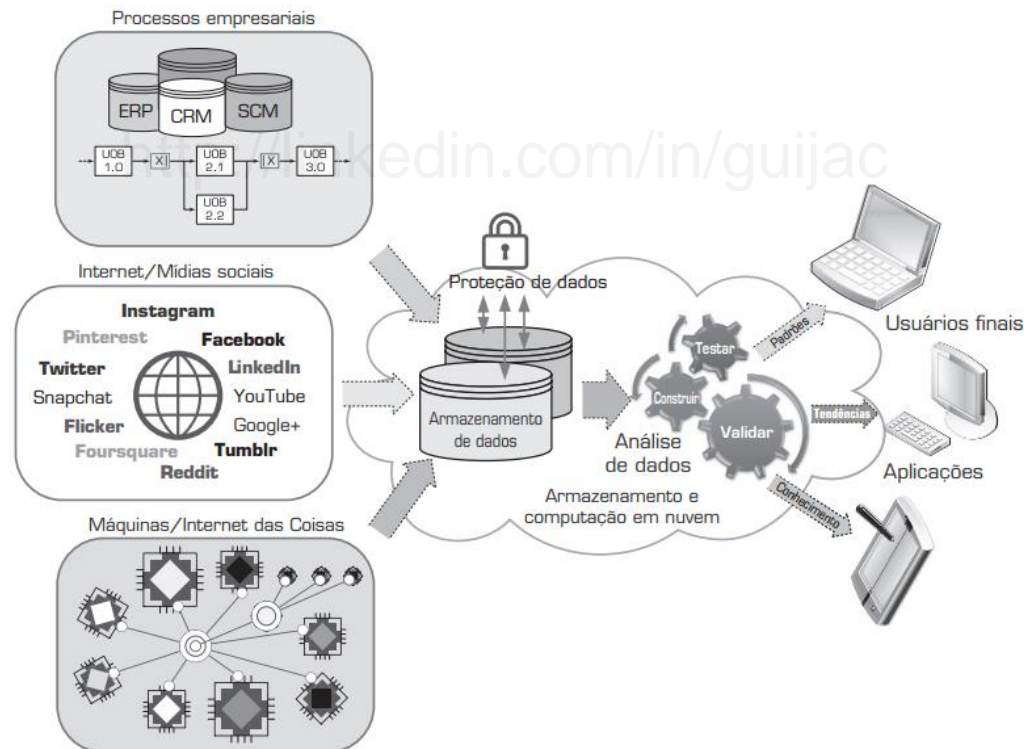 Processos empresariais
ERP
CRM
SCM
UOB
1.0
X
UOB
2.1
X
UOB
3.0
UOB
2.2
https://linkedin.com/in/guijac
Internet/Mídias sociais
Instagram
Pinterest
Facebook
Twitter
LinkedIn
Snapchat
YouTube
Flicker
Google+
Foursquare
Tumblr
Reddit
Máquinas/Internet das Coisas
Proteção de dados
Armazenamento
de dados
Testar
Construir
Validar
Análise
de dados
Armazenamento e
computação em nuvem
Padrões
Tendências
Conhecimento
Usuários finais
Aplicações